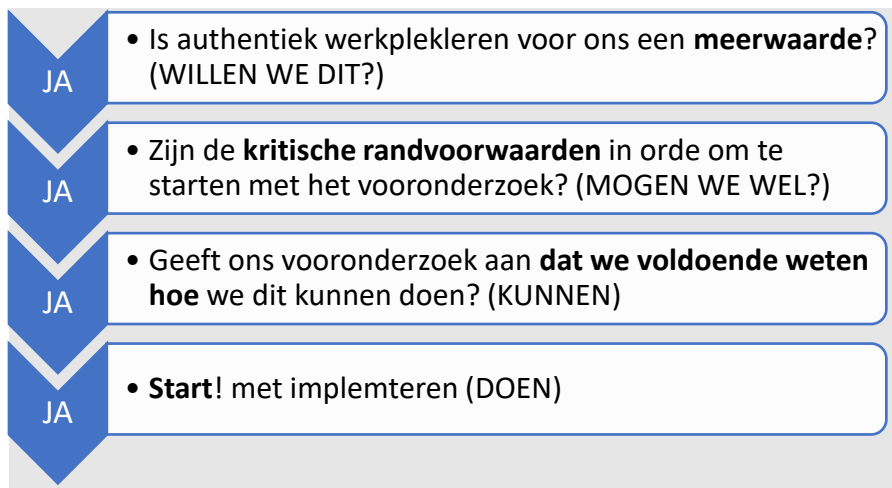 JA
• Is authentiek werkplekleren voor ons een meerwaarde?
(WILLEN WE DIT?)
JA
• Zijn de kritische randvoorwaarden in orde om te
starten met het vooronderzoek? (MOGEN WE WEL?)
JA
• Geeft ons vooronderzoek aan dat we voldoende weten
hoe we dit kunnen doen? (KUNNEN)
JA
• Start! met implemteren (DOEN)